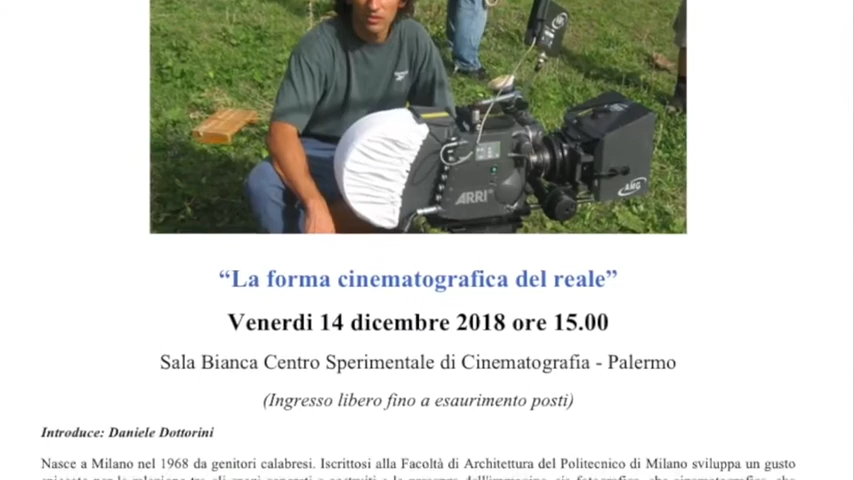 ARRI
“La forma cinematografica del reale”
Venerdi 14 dicembre 2018 ore 15.00
Sala Bianca Centro Sperimentale di Cinematografia - Palermo
(Ingresso libero fino a esaurimento posti)
Introduce: Daniele Dottorini
Nasce a Milano nel 1968 da genitori calabresi. Iscrittosi alla Facoltà di Architettura del Politecnico di Milano sviluppa un gusto